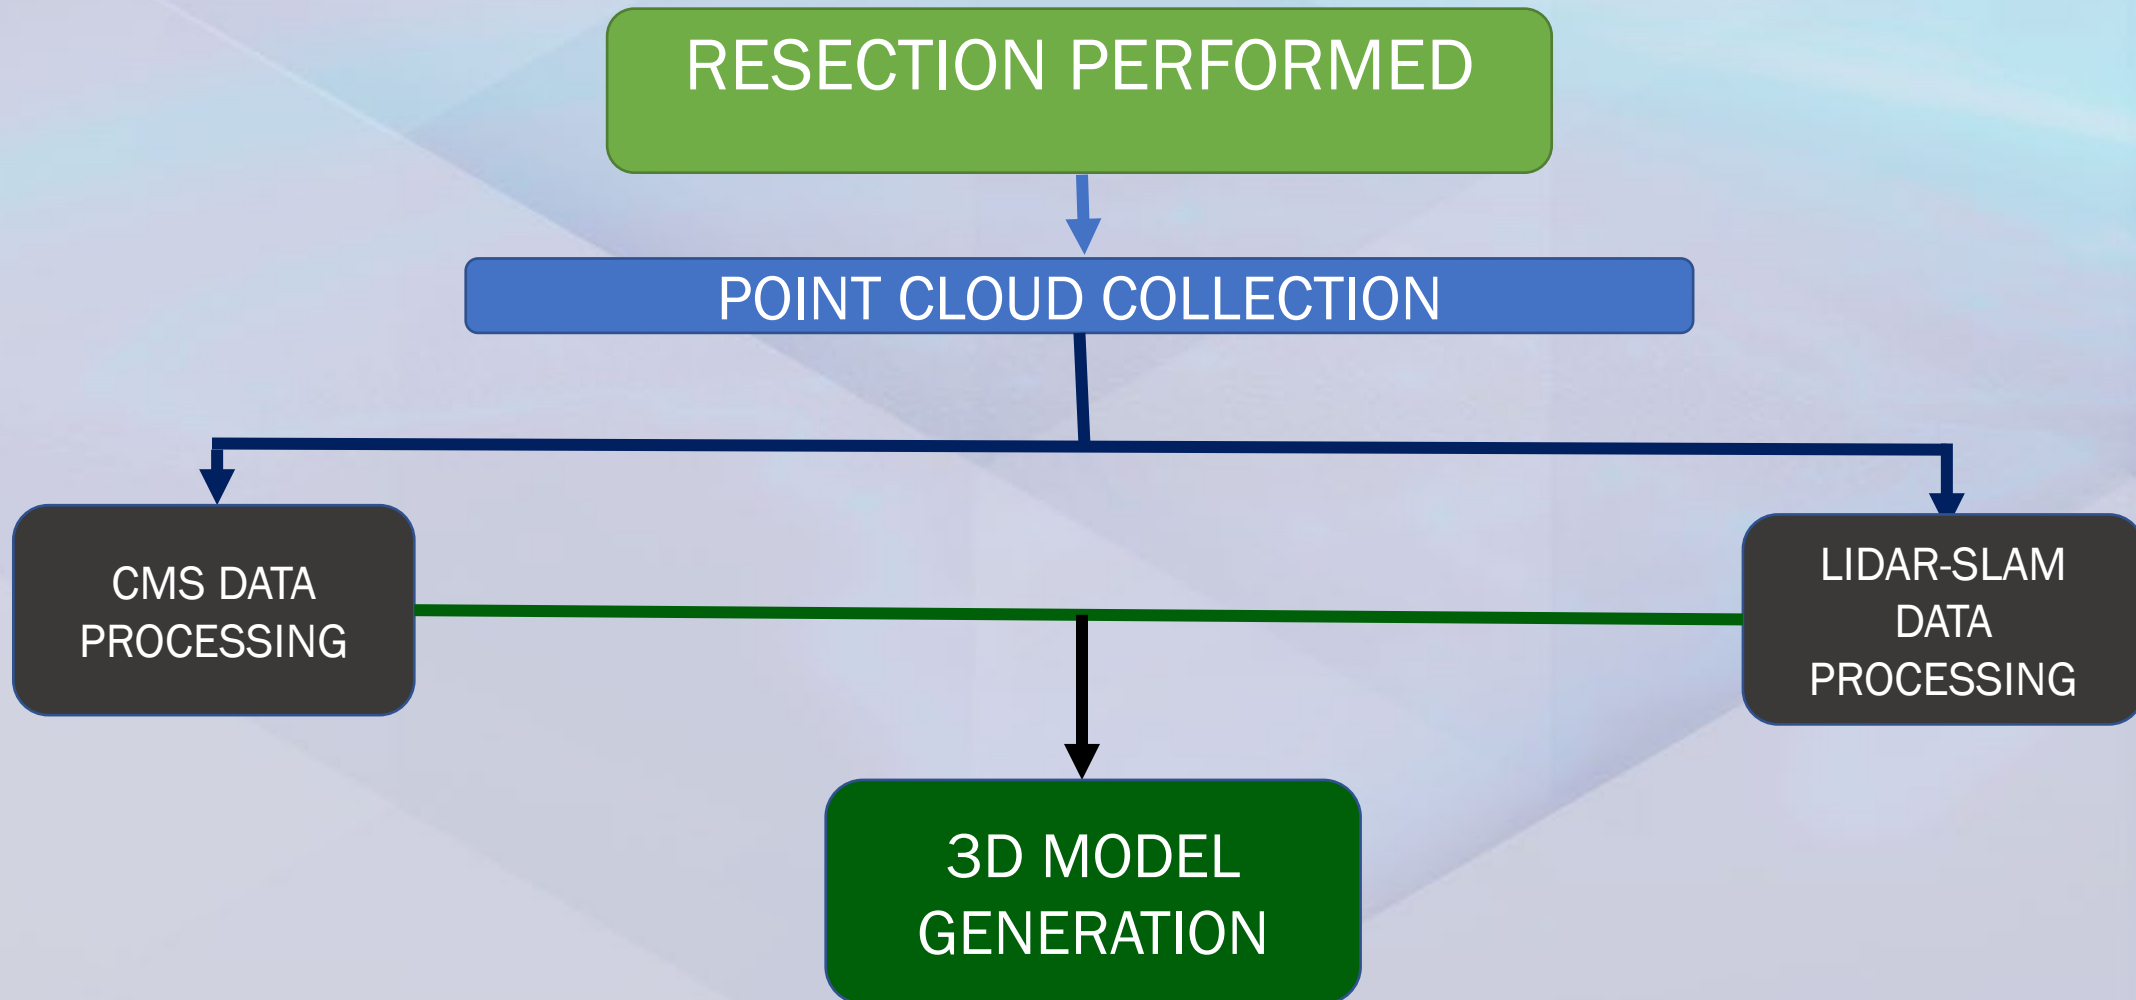 RESECTION PERFORMED
POINT CLOUD COLLECTION
CMS DATA
PROCESSING
LIDAR-SLAM
DATA
PROCESSING
3D MODEL
GENERATION